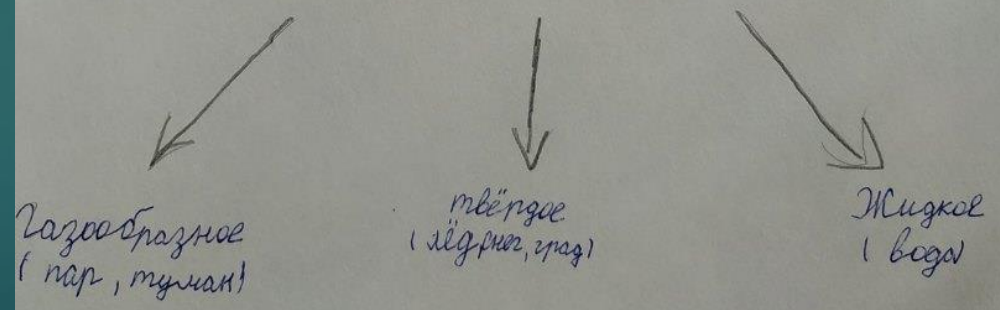 Газообразное
(пар, туман)
твёрдое
(лёд, снег, град)
Жидкое
(вода)